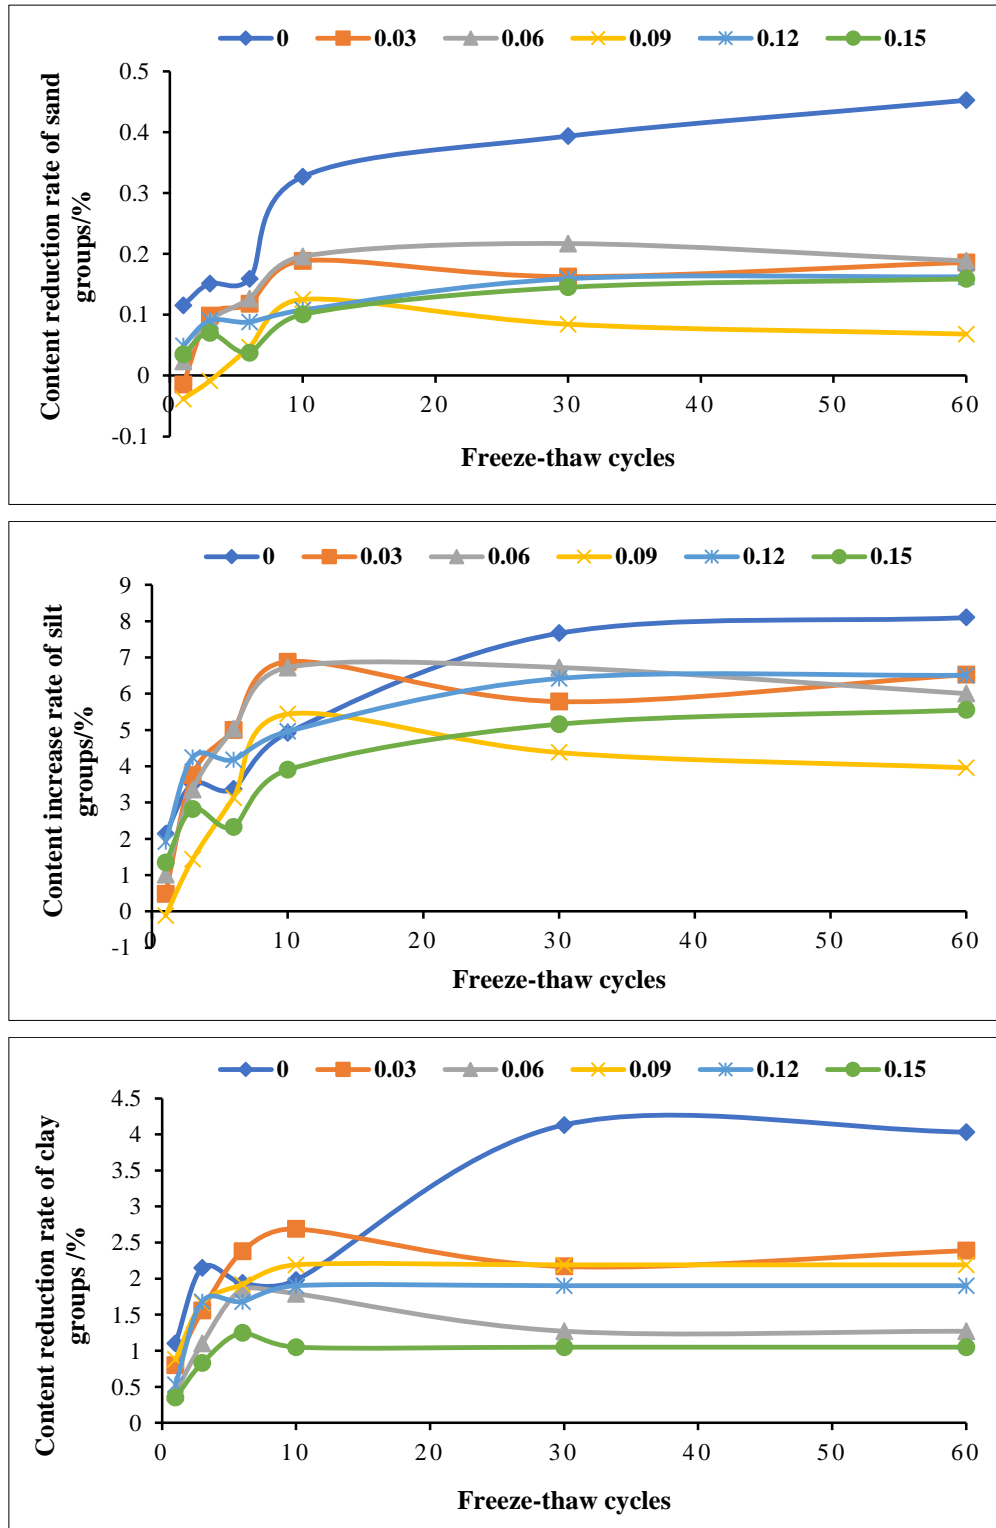 0 0.03 0.06 0.09 0.12 0.15
Content reduction rate of sand
groups/%
0.5
0.4
0.3
0.2
0.1
0
-0.1
0 10 20 30 40 50 60
Freeze-thaw cycles
0 0.03 0.06 0.09 0.12 0.15
Content increase rate of silt
groups/%
9
8
7
6
5
4
3
2
1
0
-1
0 10 20 30 40 50 60
Freeze-thaw cycles
0 0.03 0.06 0.09 0.12 0.15
Content reduction rate of clay
groups /%
4.5
4
3.5
3
2.5
2
1.5
1
0.5
0
0 10 20 30 40 50 60
Freeze-thaw cycles